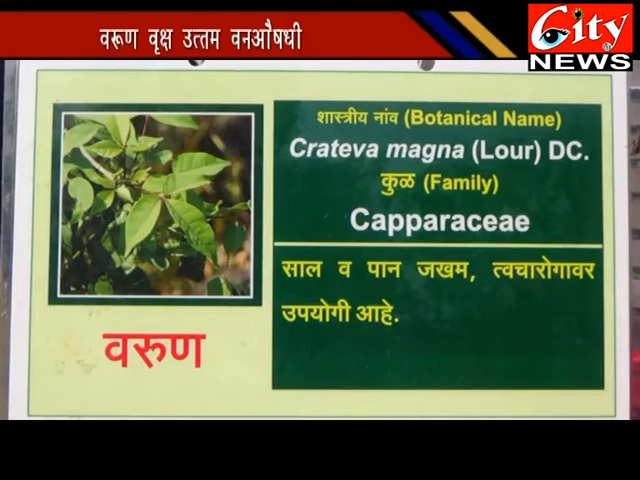 वरूण वृक्ष उत्तम वनऔषधी
City
NEWS
शास्त्रीय नांव (Botanical Name)
Crateva magna (Lour) DC.
कुळ (Family)
Capparaceae
साल व पान जखम, त्वचारोगावर
उपयोगी आहे.
वरुण